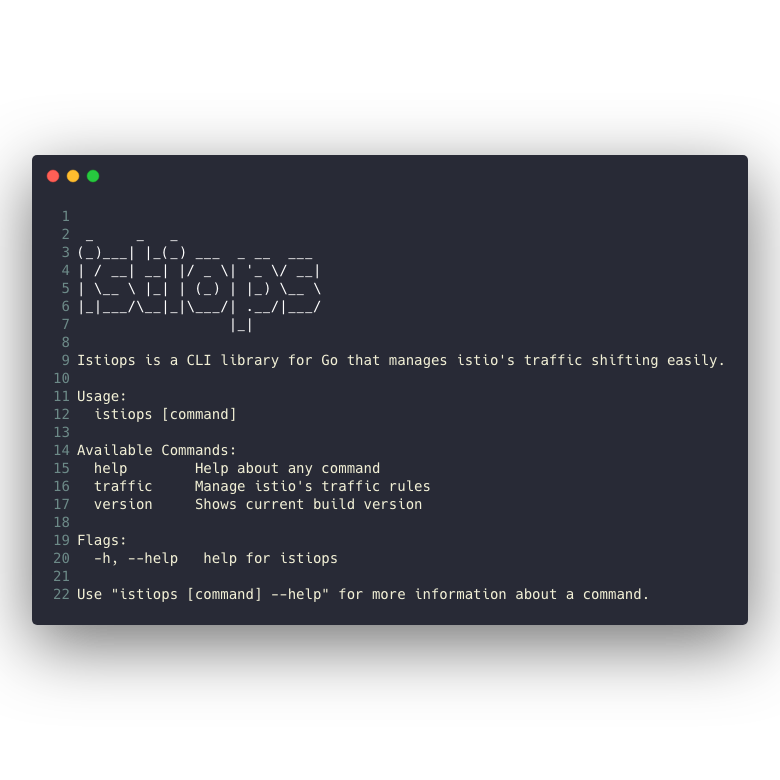 1
2  _     _   _
3 (_)___| |_(_) ___  _ __  ___
4 | / __| __| |/ _ \| '_ \/ __|
5 | \__ \ |_| | (_) | |_) \__ \
6 |_|___/\__|_|\___/| .__/|___/
7                   |_|
8
9 Istiops is a CLI library for Go that manages istio's traffic shifting easily.
10
11 Usage:
12   istiops [command]
13
14 Available Commands:
15   help        Help about any command
16   traffic     Manage istio's traffic rules
17   version     Shows current build version
18
19 Flags:
20   -h, --help   help for istiops
21
22 Use "istiops [command] --help" for more information about a command.